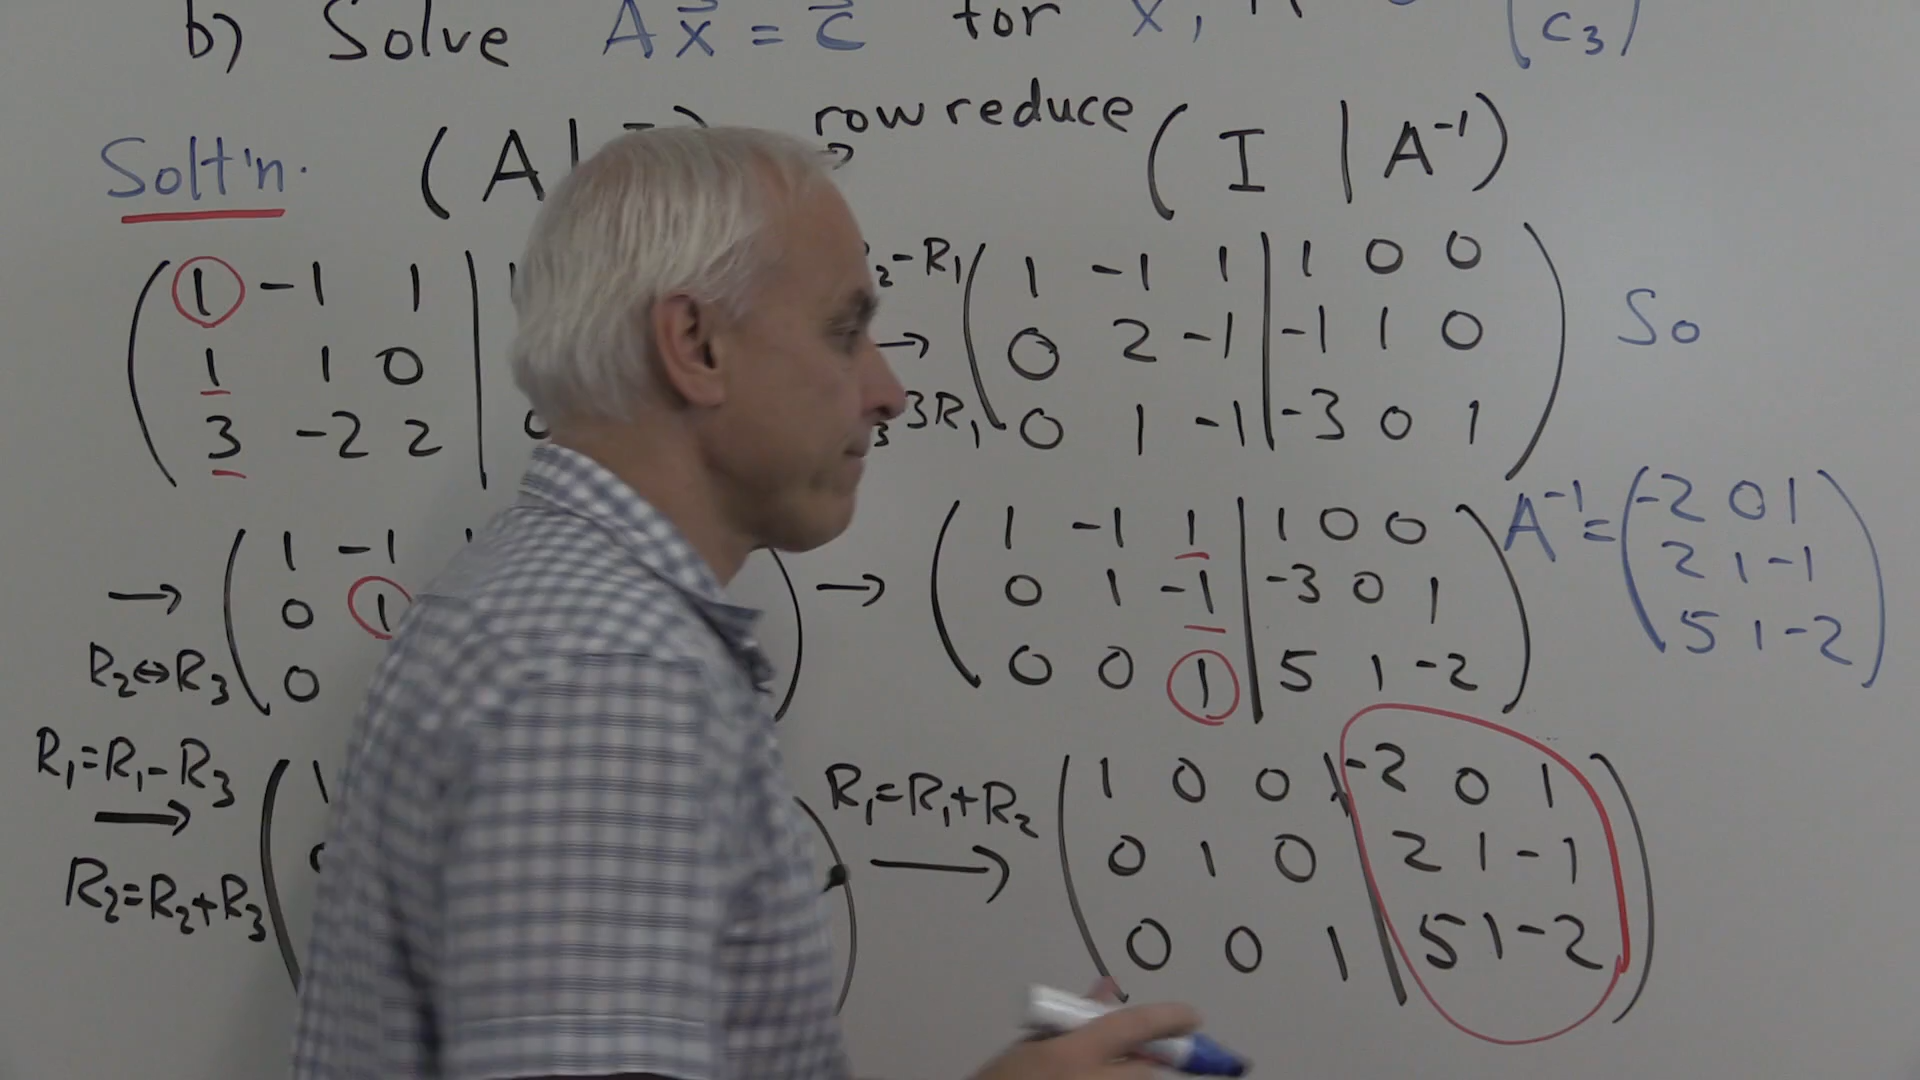 b) Solve Ax⃗ = c⃗ for x⃗,
c₃)
Solt'n. (A | row reduce ( I | A⁻¹)
( 1 -1 1 |
1 1 0
3 -2 2 |
-R₁ ( 1 -1 1 | 1 0 0 )
→ 0 2 -1 | -1 1 0
3R₁ 0 1 -1 | -3 0 1
So
A⁻¹ = ( -2 0 1 )
2 1 -1
5 1 -2
→ ( 1 -1
0 1
R₂↔R₃ 0
→ ( 1 -1 1 | 1 0 0 )
0 1 -1 | -3 0 1
0 0 1 | 5 1 -2
R₁=R₁-R₃
→
R₂=R₂+R₃
R₁=R₁+R₂ ( 1 0 0 | -2 0 1 )
→ 0 1 0 | 2 1 -1
0 0 1 | 5 1 -2